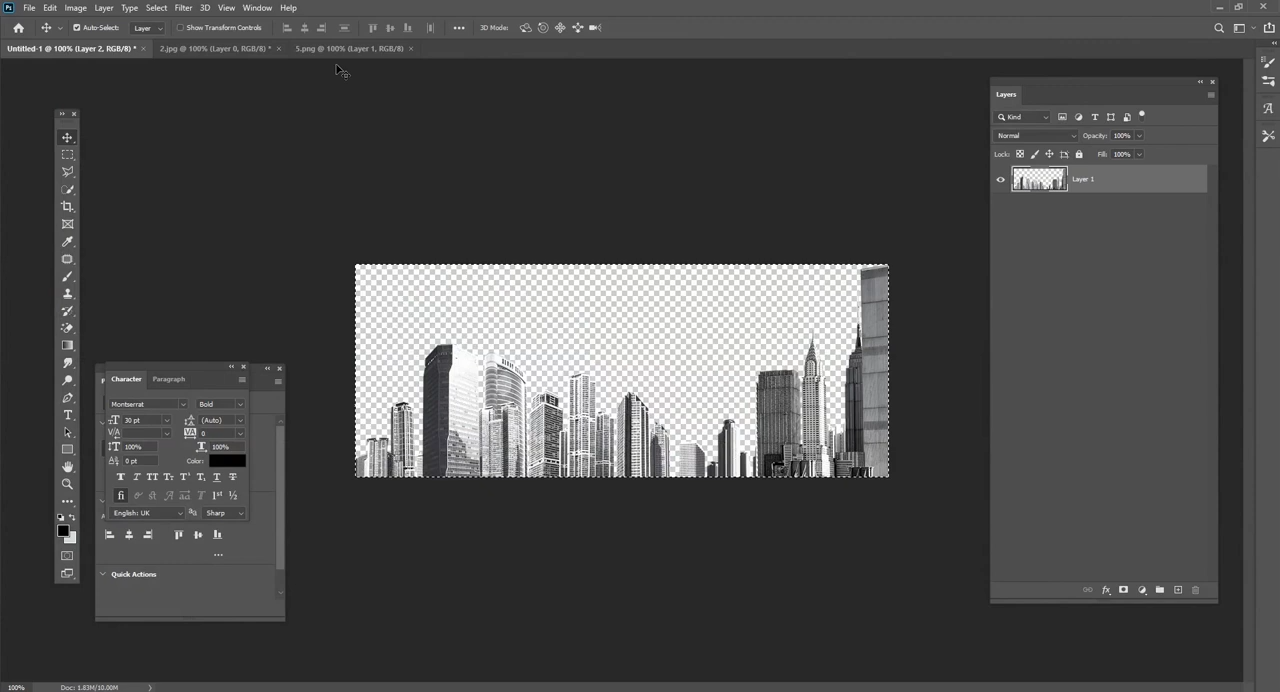 Ps File Edit Image Layer Type Select Filter 3D View Window Help
Auto-Select: Layer Show Transform Controls 3D Mode:
Untitled-1 @ 100% (Layer 2, RGB/8) * × 2.jpg @ 100% (Layer 0, RGB/8) * × 5.png @ 100% (Layer 1, RGB/8) ×
Layers
Kind
Normal Opacity: 100%
Lock: Fill: 100%
Layer 1
Character Paragraph
Montserrat Bold
30 pt (Auto)
0
100% 100%
0 pt Color:
English: UK Sharp
Quick Actions
100% Doc: 1.83M/10.00M